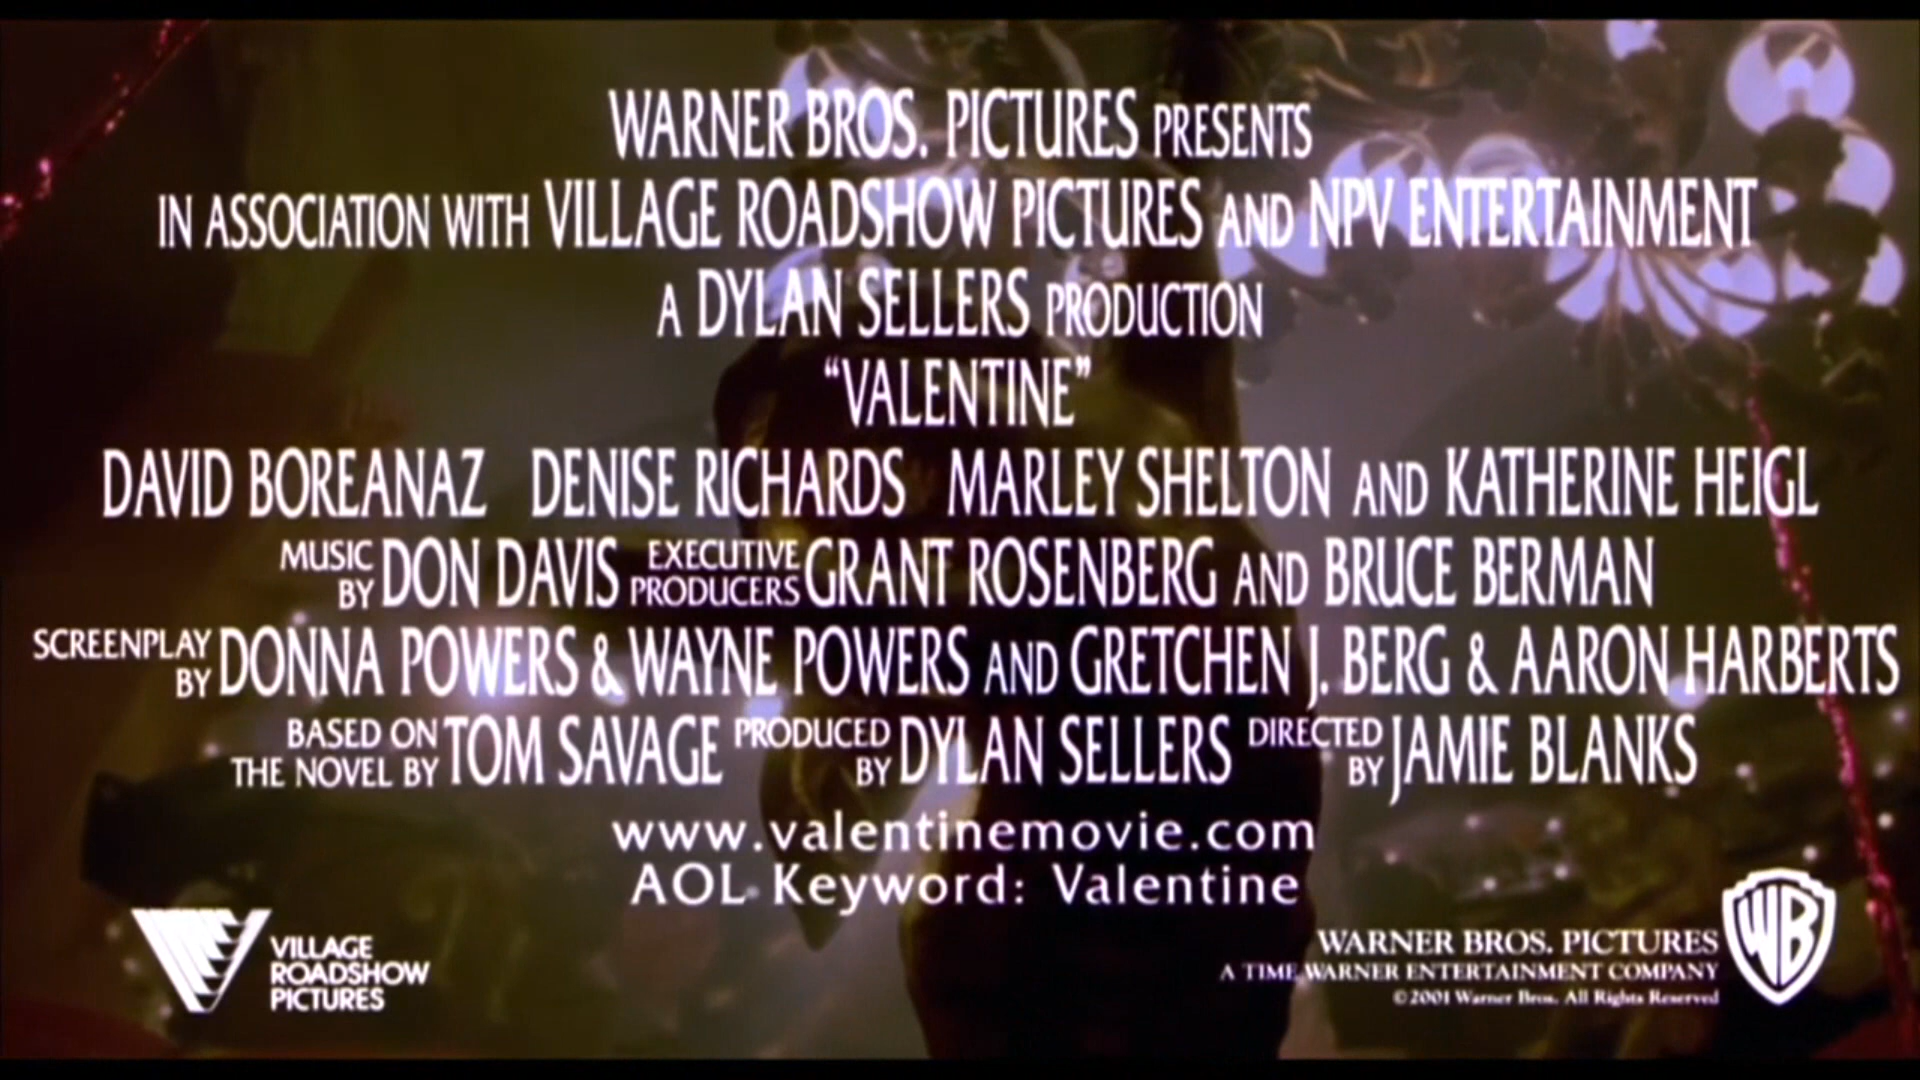 WARNER BROS. PICTURES PRESENTS
IN ASSOCIATION WITH VILLAGE ROADSHOW PICTURES AND NPV ENTERTAINMENT
A DYLAN SELLERS PRODUCTION
“VALENTINE”
DAVID BOREANAZ DENISE RICHARDS MARLEY SHELTON AND KATHERINE HEIGL
MUSIC BY DON DAVIS EXECUTIVE PRODUCERS GRANT ROSENBERG AND BRUCE BERMAN
SCREENPLAY BY DONNA POWERS & WAYNE POWERS AND GRETCHEN J. BERG & AARON HARBERTS
BASED ON THE NOVEL BY TOM SAVAGE PRODUCED BY DYLAN SELLERS DIRECTED BY JAMIE BLANKS
www.valentinemovie.com
AOL Keyword: Valentine
VILLAGE
ROADSHOW
PICTURES
WARNER BROS. PICTURES
A TIME WARNER ENTERTAINMENT COMPANY
©2001 Warner Bros. All Rights Reserved
WB